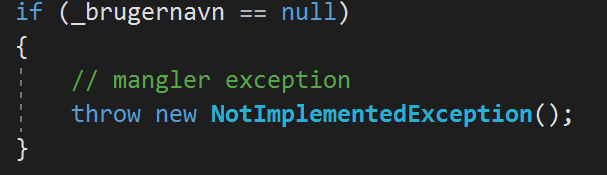 if (_brugernavn == null)
{
// mangler exception
throw new NotImplementedException();
}